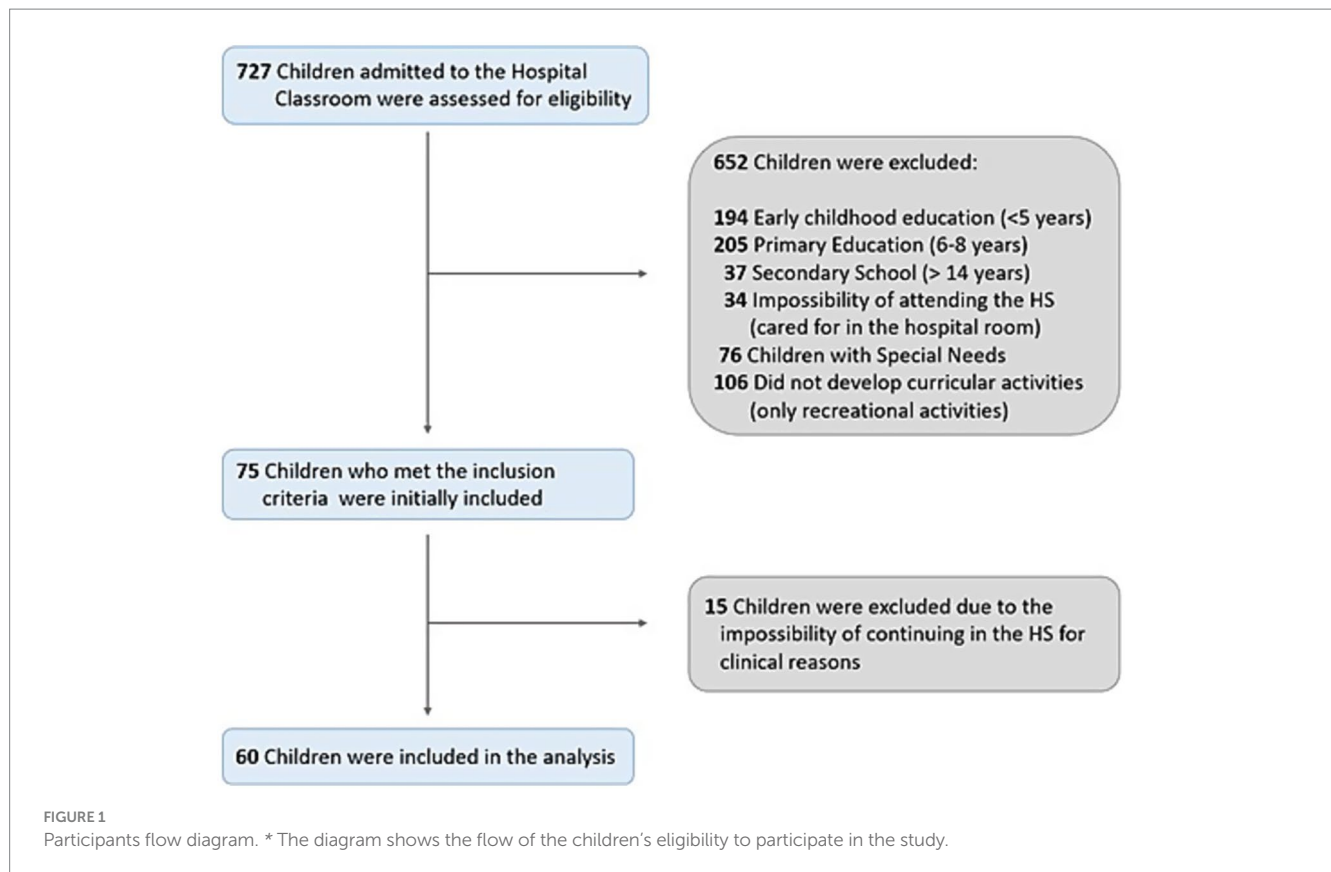 727 Children admitted to the Hospital
Classroom were assessed for eligibility
652 Children were excluded:
194 Early childhood education (<5 years)
205 Primary Education (6-8 years)
37 Secondary School (> 14 years)
34 Impossibility of attending the HS
(cared for in the hospital room)
76 Children with Special Needs
106 Did not develop curricular activities
(only recreational activities)
75 Children who met the inclusion
criteria were initially included
15 Children were excluded due to the
impossibility of continuing in the HS for
clinical reasons
60 Children were included in the analysis
FIGURE 1
Participants flow diagram. * The diagram shows the flow of the children’s eligibility to participate in the study.